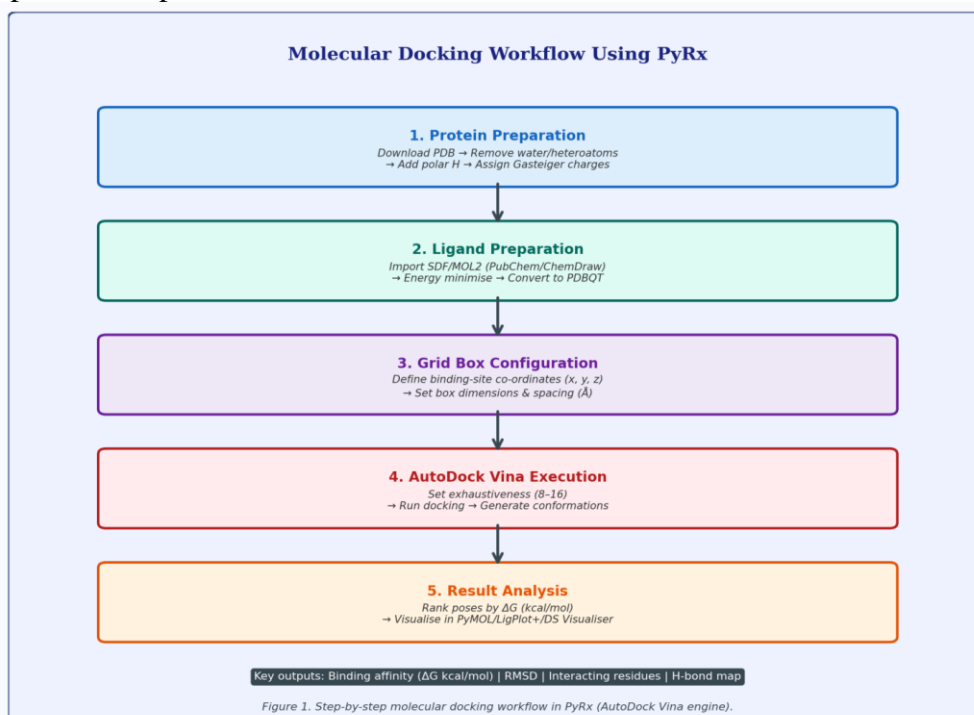 Molecular Docking Workflow Using PyRx
1. Protein Preparation
Download PDB → Remove water/heteroatoms
→ Add polar H → Assign Gasteiger charges
2. Ligand Preparation
Import SDF/MOL2 (PubChem/ChemDraw)
→ Energy minimise → Convert to PDBQT
3. Grid Box Configuration
Define binding-site co-ordinates (x, y, z)
→ Set box dimensions & spacing (Å)
4. AutoDock Vina Execution
Set exhaustiveness (8–16)
→ Run docking → Generate conformations
5. Result Analysis
Rank poses by ΔG (kcal/mol)
→ Visualise in PyMOL/LigPlot+/DS Visualiser
Key outputs: Binding affinity (ΔG kcal/mol) | RMSD | Interacting residues | H-bond map
Figure 1. Step-by-step molecular docking workflow in PyRx (AutoDock Vina engine).